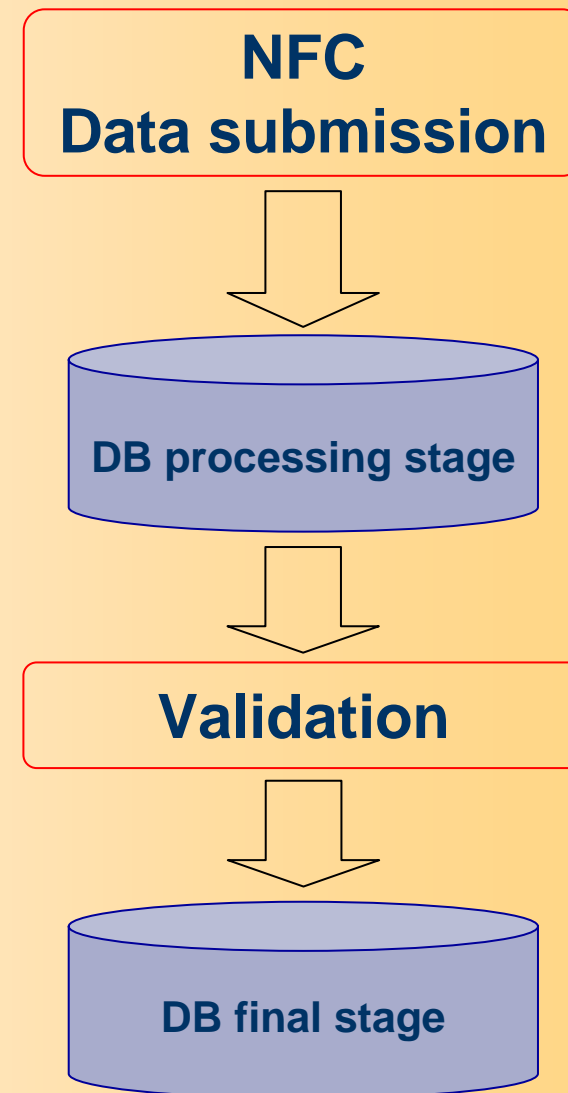 NFC
Data submission
DB processing stage
Validation
DB final stage